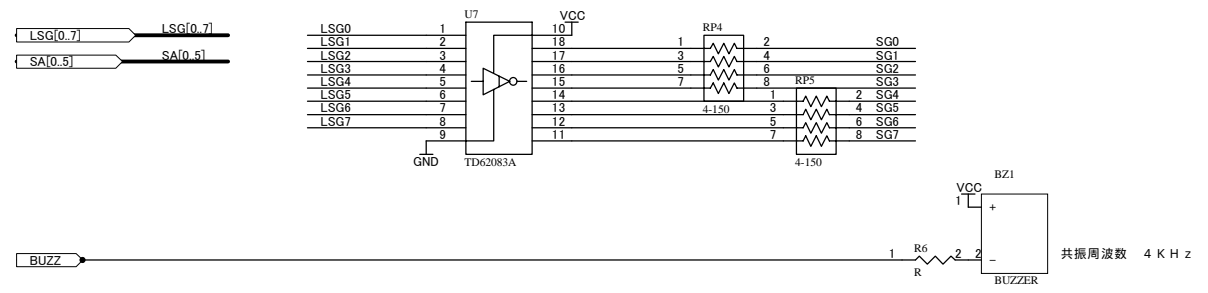 LSG[0..7] LSG[0..7]
SA[0..5] SA[0..5]
U7
VCC
RP4
LSG0 1 10
LSG1 2 18 1 2 SG0
LSG2 3 17 3 4 SG1
LSG3 4 16 5 6 SG2
LSG4 5 15 7 8 SG3
RP5
LSG5 6 14 1 2 SG4
LSG6 7 13 4-150 3 4 SG5
LSG7 8 12 5 6 SG6
9 11 7 8 SG7
GND TD62083A 4-150
BZ1
VCC
1 +
BUZZ 1 R6 2 2 - 共振周波数 4KHz
R
BUZZER